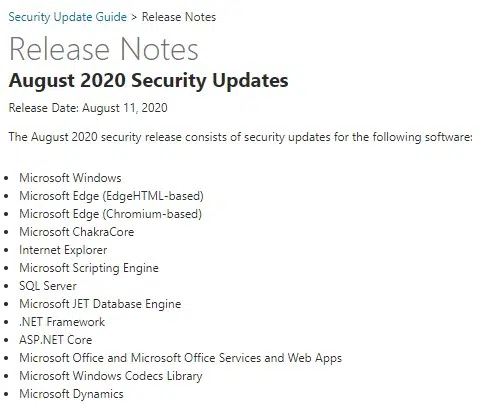 Security Update Guide > Release Notes
Release Notes
August 2020 Security Updates
Release Date: August 11, 2020
The August 2020 security release consists of security updates for the following software:
• Microsoft Windows
• Microsoft Edge (EdgeHTML-based)
• Microsoft Edge (Chromium-based)
• Microsoft ChakraCore
• Internet Explorer
• Microsoft Scripting Engine
• SQL Server
• Microsoft JET Database Engine
• .NET Framework
• ASP.NET Core
• Microsoft Office and Microsoft Office Services and Web Apps
• Microsoft Windows Codecs Library
• Microsoft Dynamics